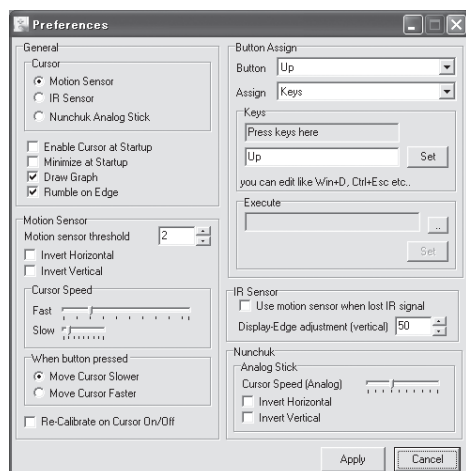 Preferences
General
Cursor
Motion Sensor
IR Sensor
Nunchuk Analog Stick
Enable Cursor at Startup
Minimize at Startup
Draw Graph
Rumble on Edge
Motion Sensor
Motion sensor threshold 2
Invert Horizontal
Invert Vertical
Cursor Speed
Fast
Slow
When button pressed
Move Cursor Slower
Move Cursor Faster
Re-Calibrate on Cursor On/Off
Button Assign
Button Up
Assign Keys
Keys
Press keys here
Up Set
you can edit like Win+D, Ctrl+Esc etc..
Execute
..
Set
IR Sensor
Use motion sensor when lost IR signal
Display-Edge adjustment (vertical) 50
Nunchuk
Analog Stick
Cursor Speed (Analog)
Invert Horizontal
Invert Vertical
Apply Cancel